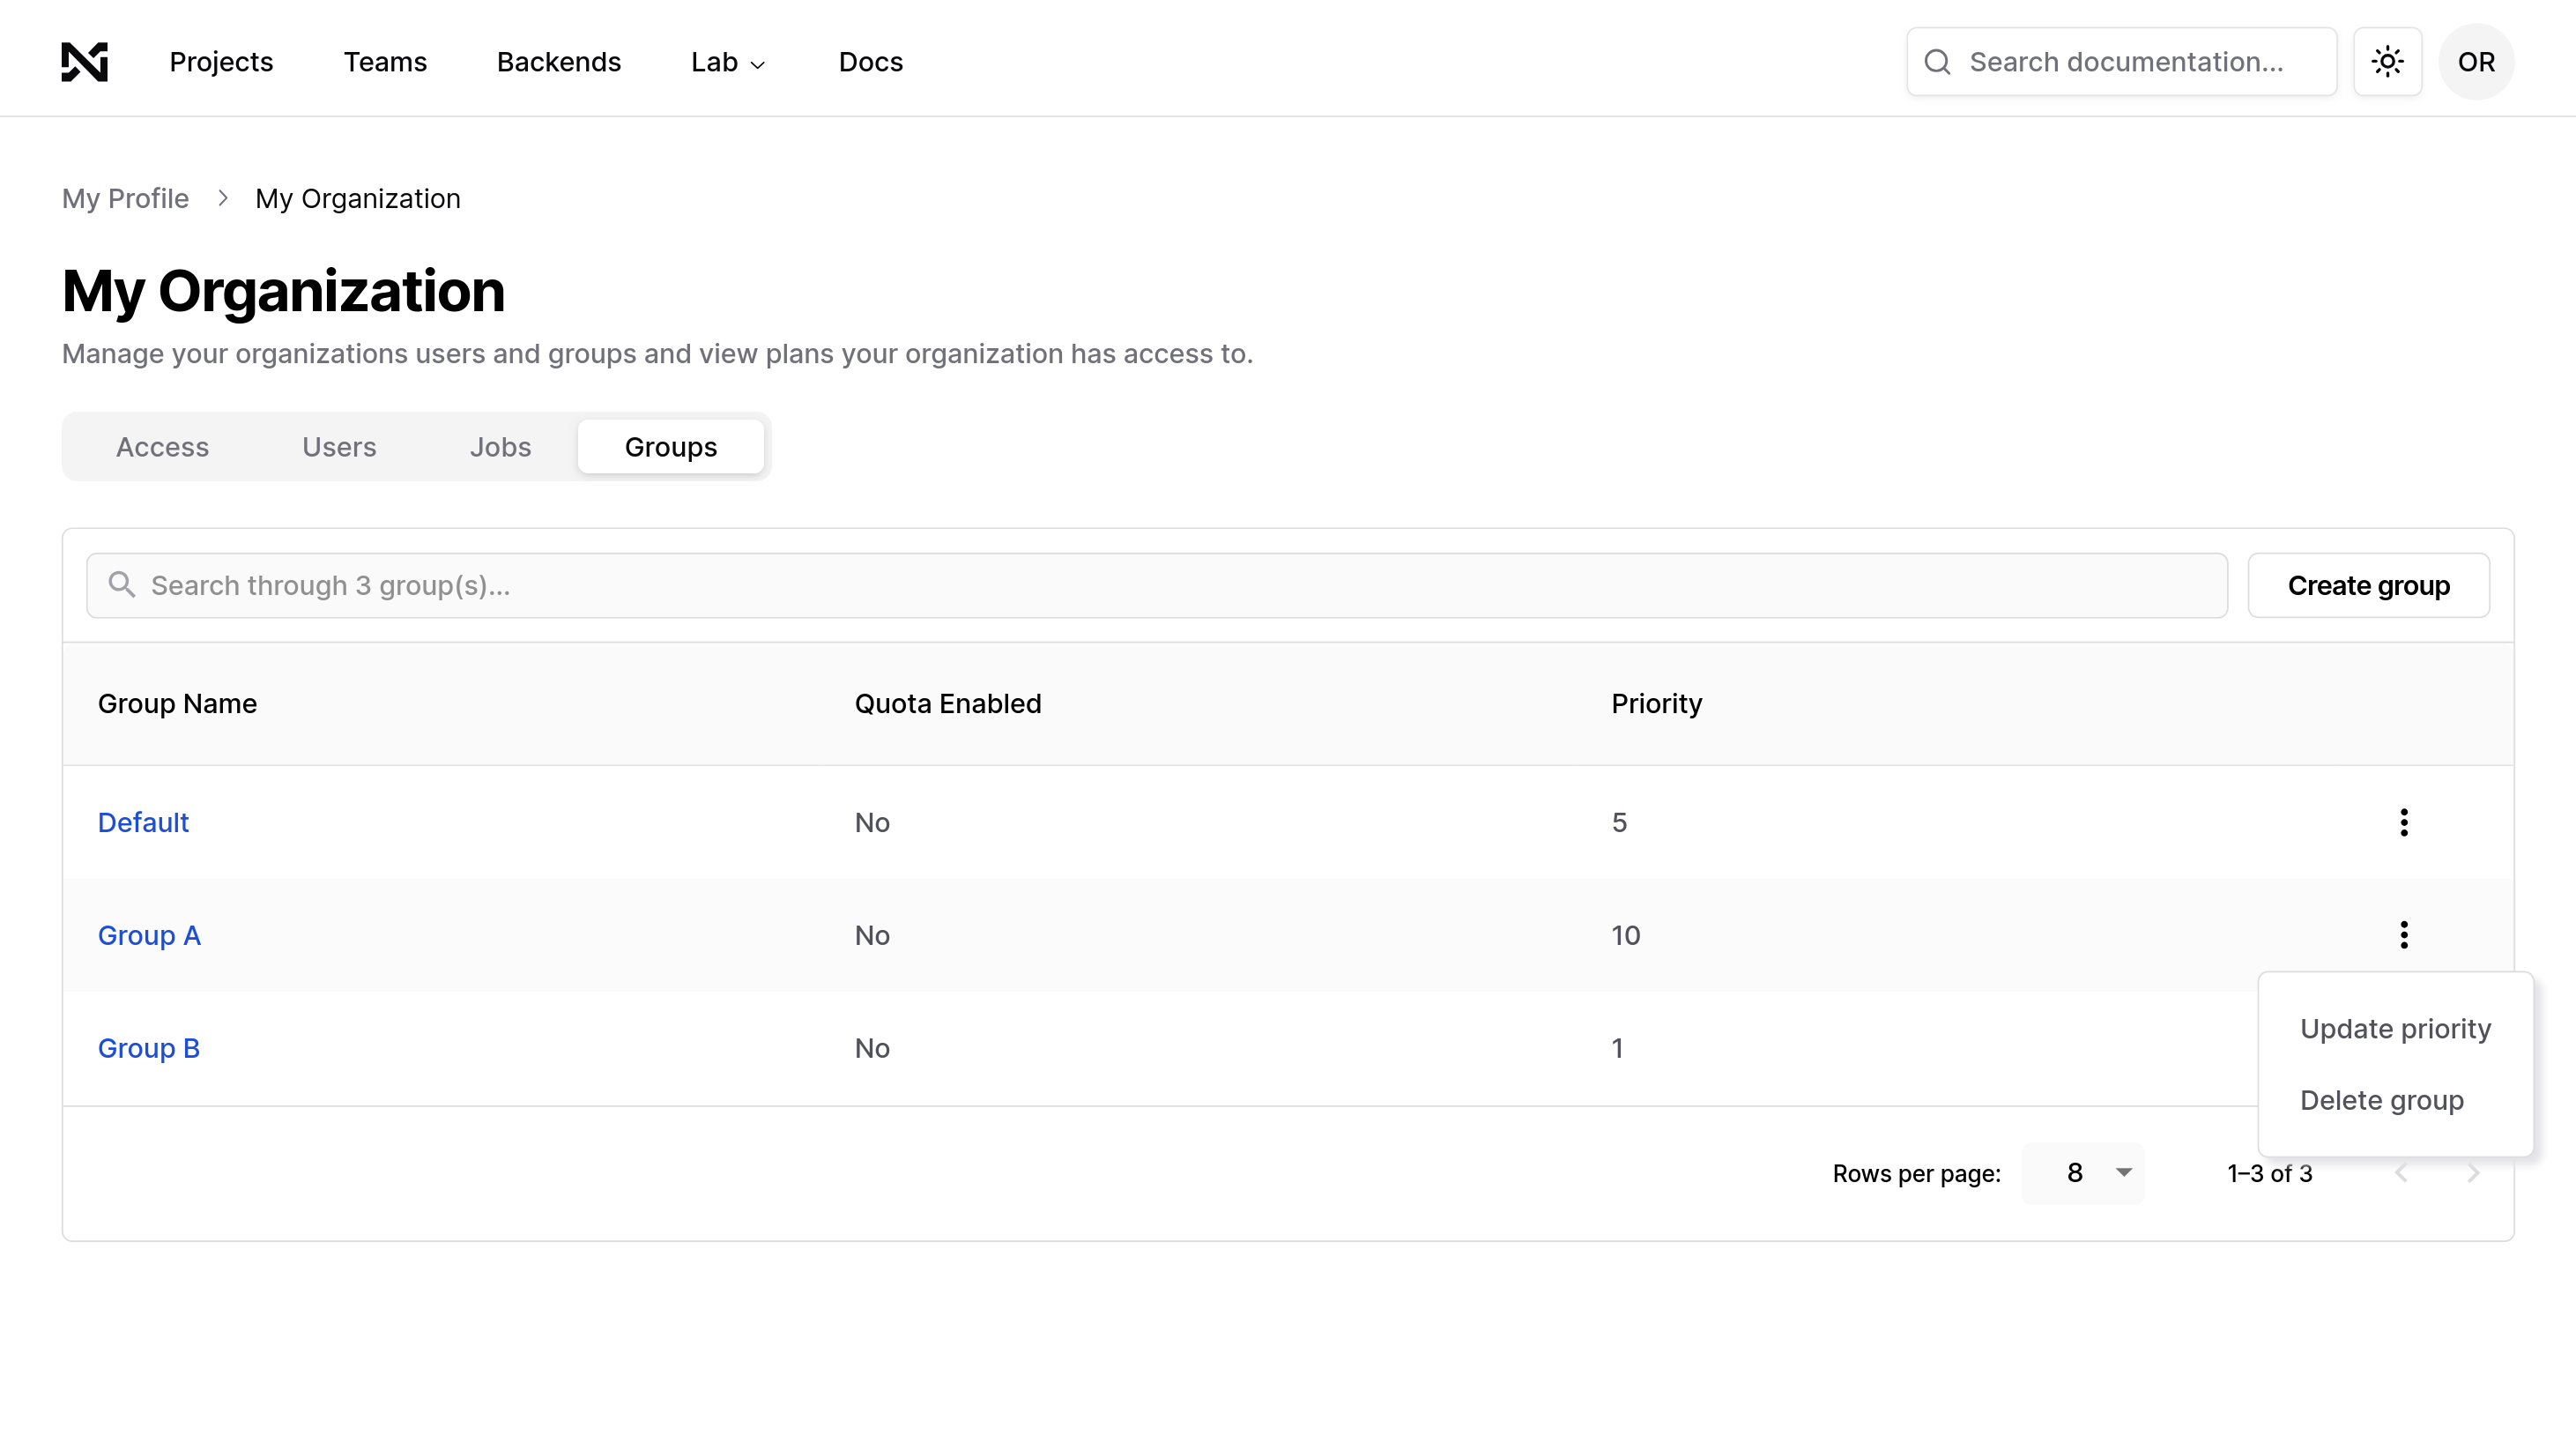 Projects Teams Backends Lab Docs Search documentation... OR
My Profile > My Organization
My Organization
Manage your organizations users and groups and view plans your organization has access to.
Access Users Jobs Groups
Search through 3 group(s)... Create group
Group Name Quota Enabled Priority
Default No 5
Group A No 10
Group B No 1
Update priority
Delete group
Rows per page: 8 1–3 of 3